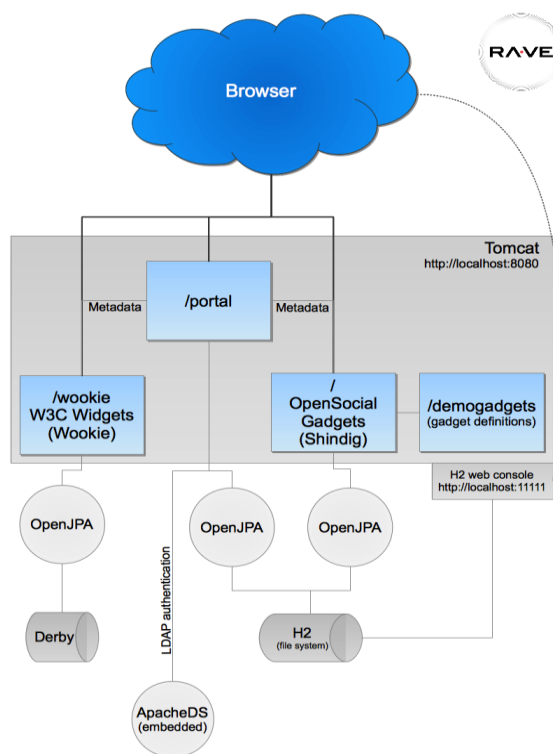 RAVE
Browser
Tomcat
http://localhost:8080
/portal
Metadata
Metadata
/wookie
W3C Widgets
(Wookie)
/
OpenSocial
Gadgets
(Shindig)
/demogadgets
(gadget definitions)
H2 web console
http://localhost:11111
OpenJPA
OpenJPA
OpenJPA
LDAP authentication
Derby
H2
(file system)
ApacheDS
(embedded)